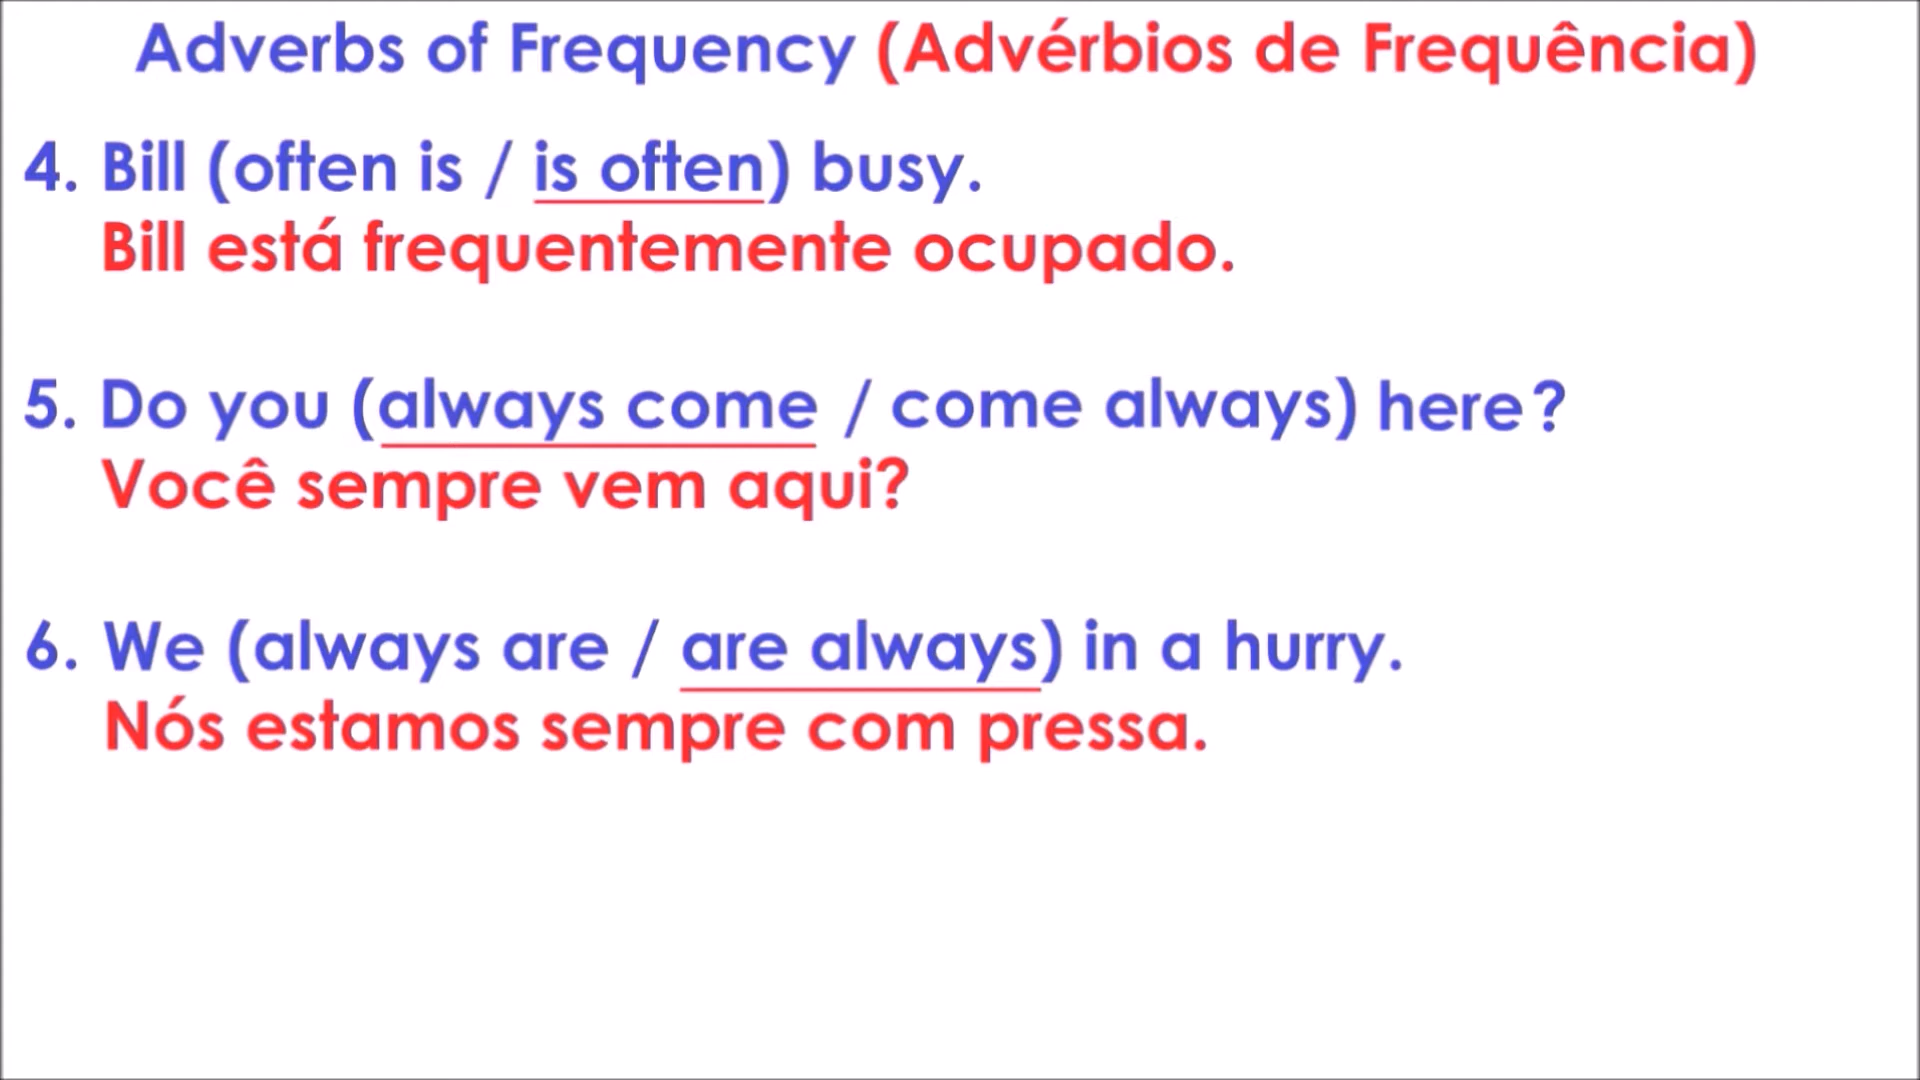 Adverbs of Frequency (Advérbios de Frequência)
4. Bill (often is / is often) busy.
Bill está frequentemente ocupado.
5. Do you (always come / come always) here?
Você sempre vem aqui?
6. We (always are / are always) in a hurry.
Nós estamos sempre com pressa.